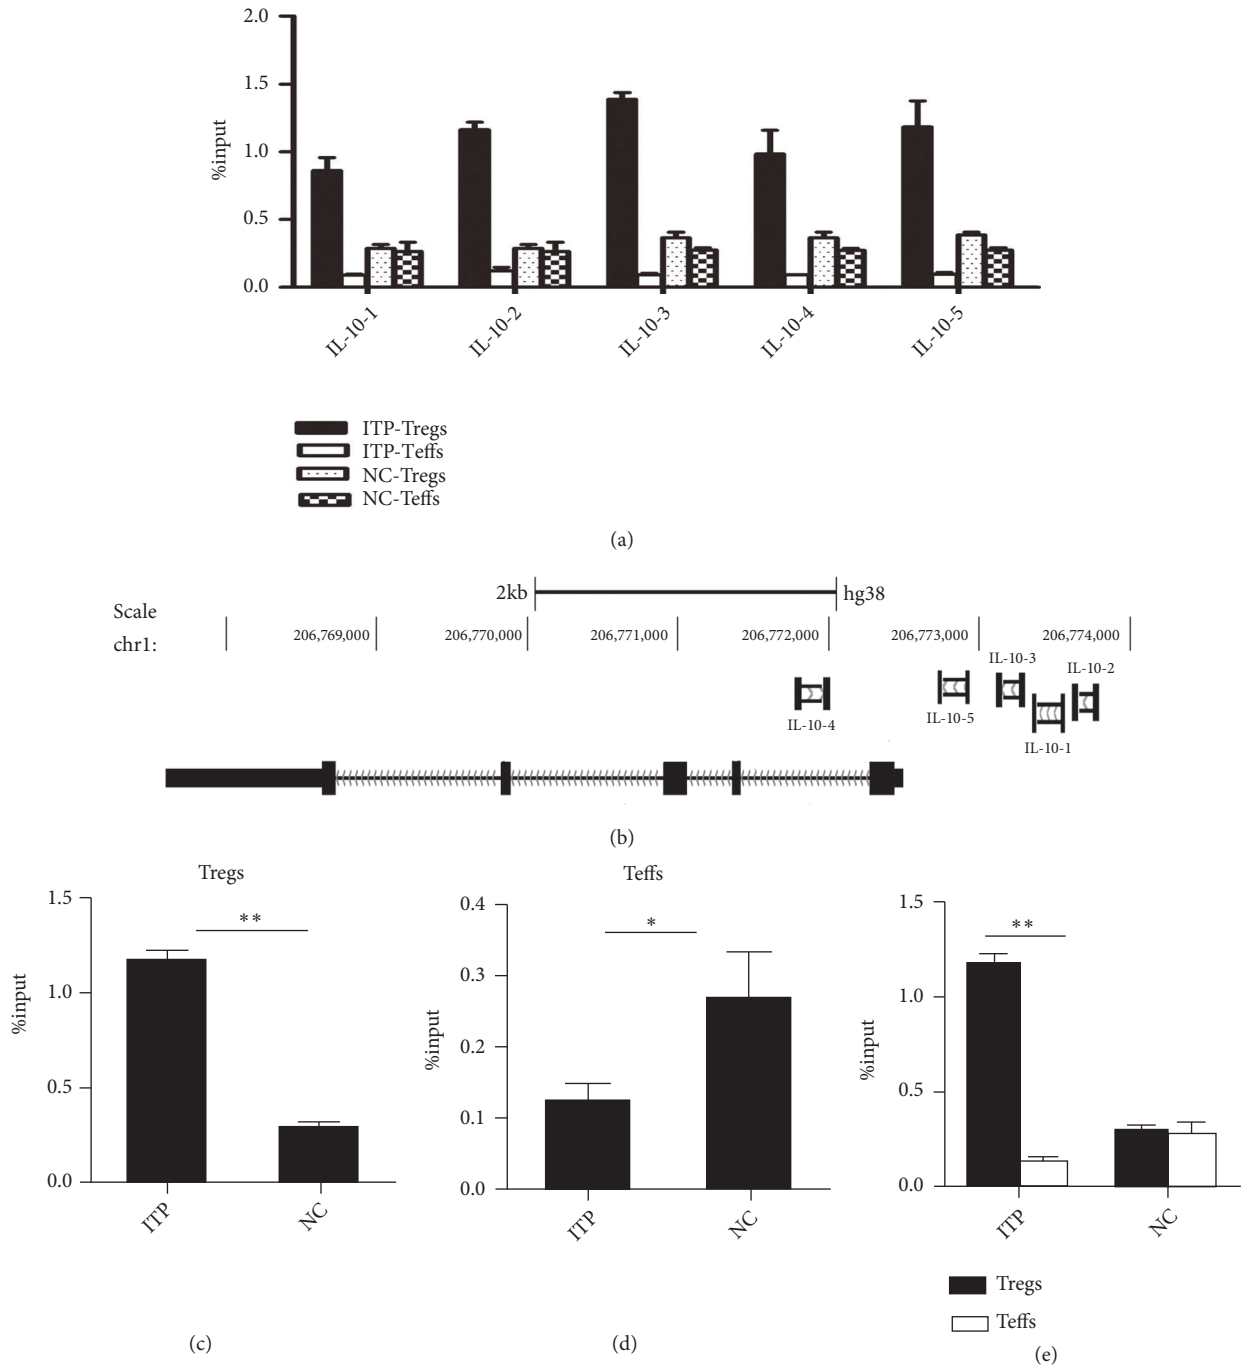 2.0
1.5
1.0
0.5
0.0
%input
IL-10-1
IL-10-2
IL-10-3
IL-10-4
IL-10-5
ITP-Tregs
ITP-Teffs
NC-Tregs
NC-Teffs
(a)
2kb hg38
Scale
chr1: 206,769,000 206,770,000 206,771,000 206,772,000 206,773,000 206,774,000
IL-10-3
IL-10-2
IL-10-4
IL-10-5
IL-10-1
(b)
Tregs
1.5
1.0
0.5
0.0
%input
**
ITP
NC
(c)
Teffs
0.4
0.3
0.2
0.1
0.0
%input
*
ITP
NC
(d)
1.5
1.0
0.5
0.0
%input
**
ITP
NC
Tregs
Teffs
(e)